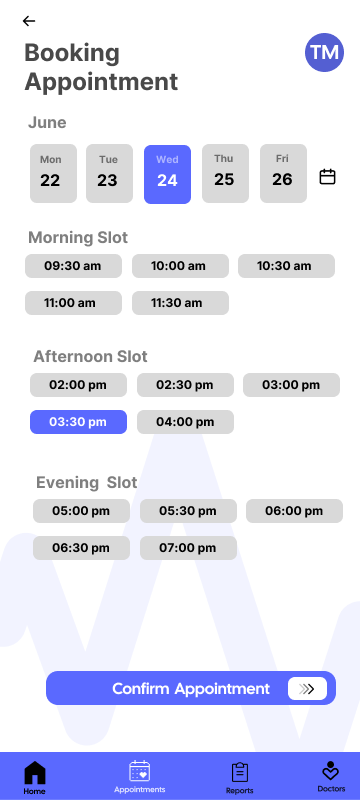 Booking
Appointment
TM
June
Mon Tue Wed Thu Fri
22 23 24 25 26
Morning Slot
09:30 am 10:00 am 10:30 am
11:00 am 11:30 am
Afternoon Slot
02:00 pm 02:30 pm 03:00 pm
03:30 pm 04:00 pm
Evening Slot
05:00 pm 05:30 pm 06:00 pm
06:30 pm 07:00 pm
Confirm Appointment
Home Appointments Reports Doctors